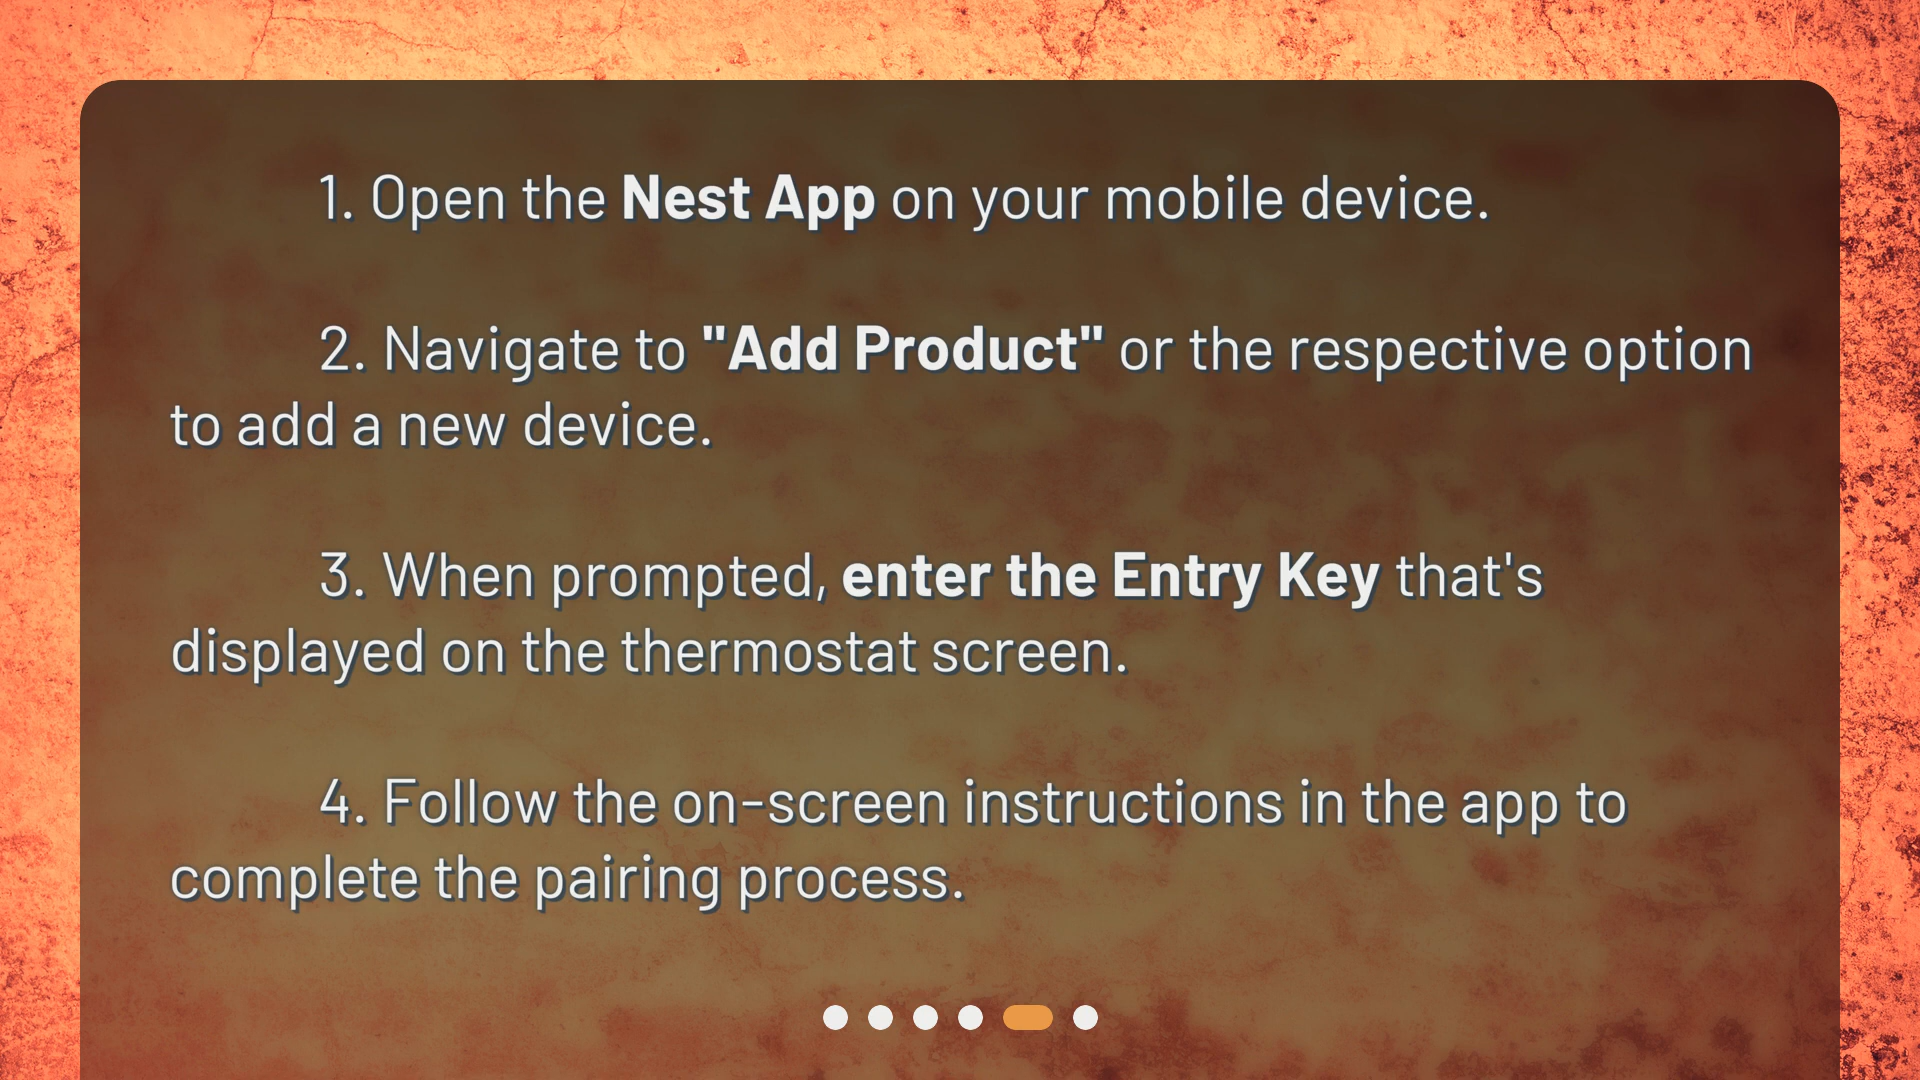 1. Open the Nest App on your mobile device.
2. Navigate to "Add Product" or the respective option
to add a new device.
3. When prompted, enter the Entry Key that's
displayed on the thermostat screen.
4. Follow the on-screen instructions in the app to
complete the pairing process.